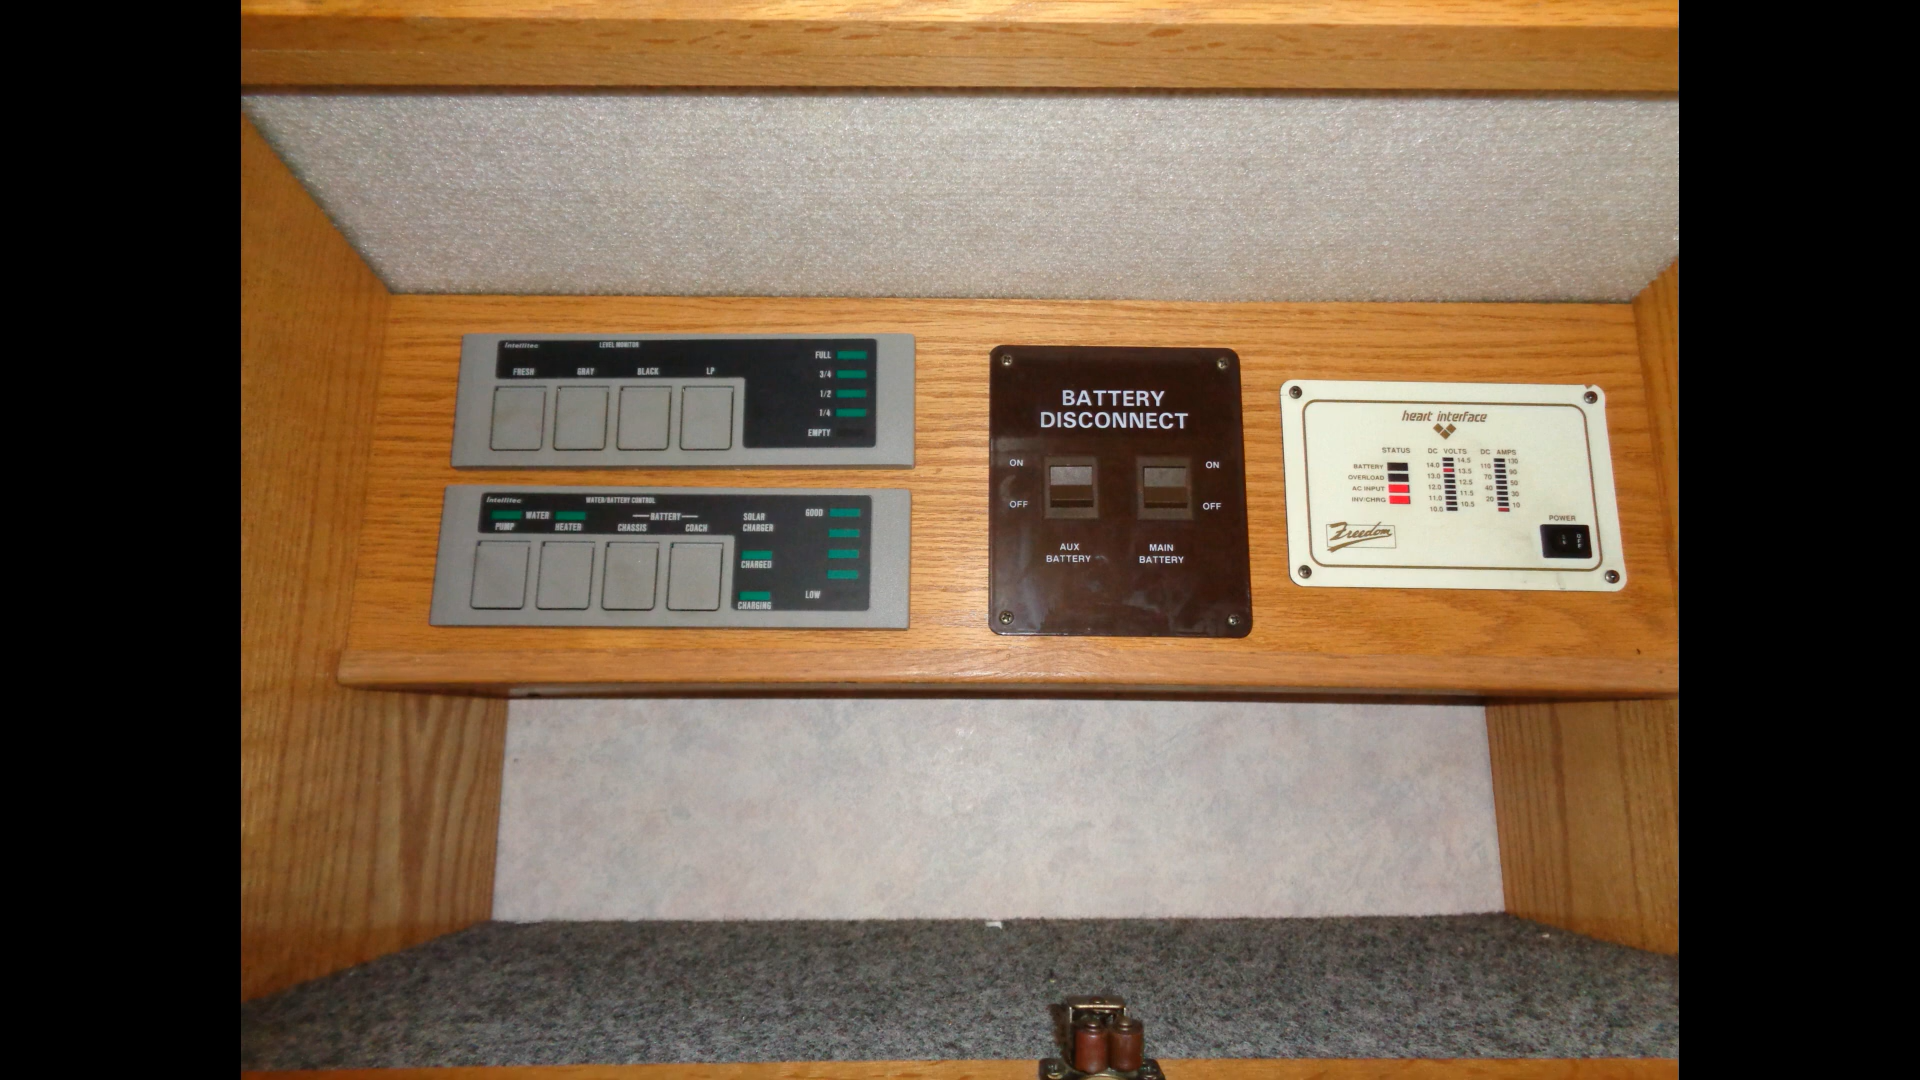 Intellitec LEVEL MONITOR
FRESH GRAY BLACK LP
FULL
3/4
1/2
1/4
EMPTY
Intellitec WATER/BATTERY CONTROL
WATER BATTERY SOLAR CHARGER
PUMP HEATER CHASSIS COACH
CHARGED
CHARGING
GOOD
LOW
BATTERY
DISCONNECT
ON ON
OFF OFF
AUX MAIN
BATTERY BATTERY
heart interface
STATUS DC VOLTS DC AMPS
BATTERY
OVERLOAD
AC INPUT
INV/CHRG
14.5
14.0
13.5
13.0
12.5
12.0
11.5
11.0
10.5
10.0
130
110
90
70
50
40
30
20
10
Freedom
POWER
OFF